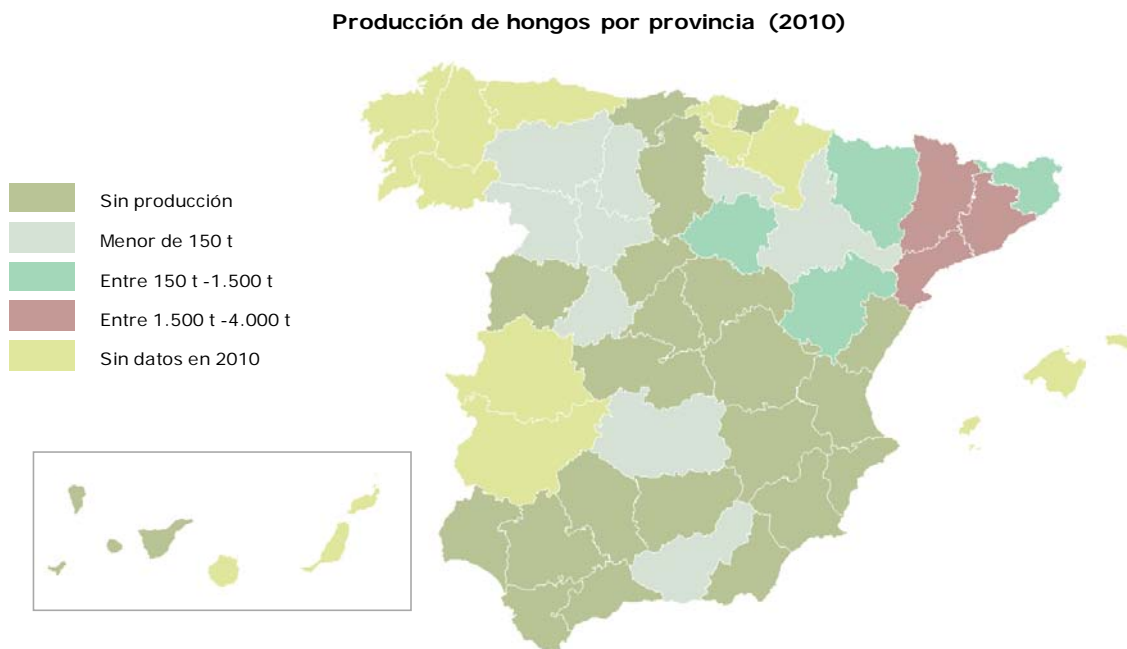 Producción de hongos por provincia (2010)
Sin producción
Menor de 150 t
Entre 150 t -1.500 t
Entre 1.500 t -4.000 t
Sin datos en 2010